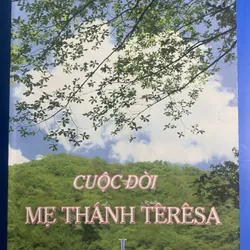 CUỘC ĐỜI
MẸ THÁNH TÊRÊSA
I